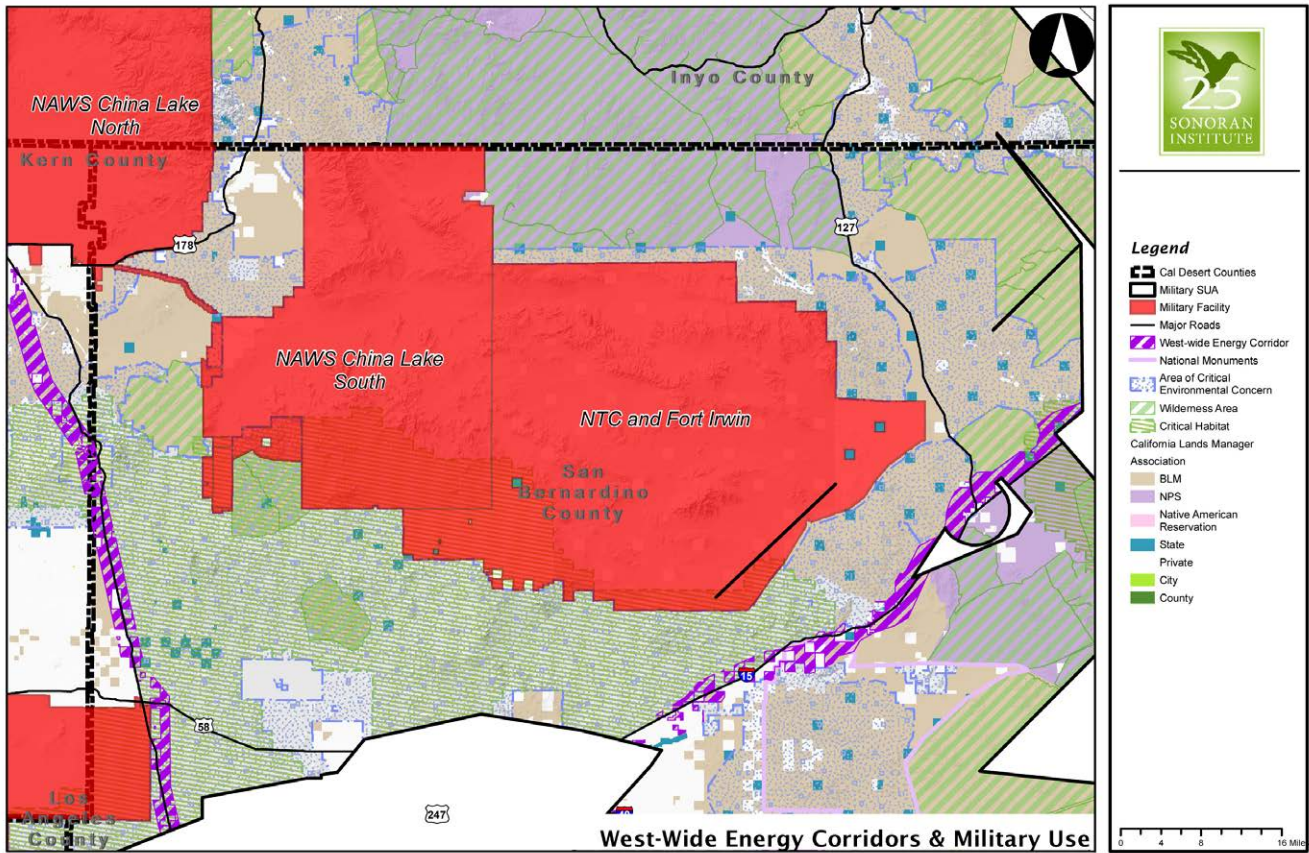 NAWS China Lake
North
Kern County
Inyo County
178
127
NAWS China Lake
South
NTC and Fort Irwin
San
Bernardino
County
15
58
Los
Angeles
County
247
40
West-Wide Energy Corridors & Military Use
25
SONORAN
INSTITUTE
Legend
Cal Desert Counties
Military SUA
Military Facility
Major Roads
West-wide Energy Corridor
National Monuments
Area of Critical
Environmental Concern
Wilderness Area
Critical Habitat
California Lands Manager
Association
BLM
NPS
Native American
Reservation
State
Private
City
County
0 4 8 16 Mile